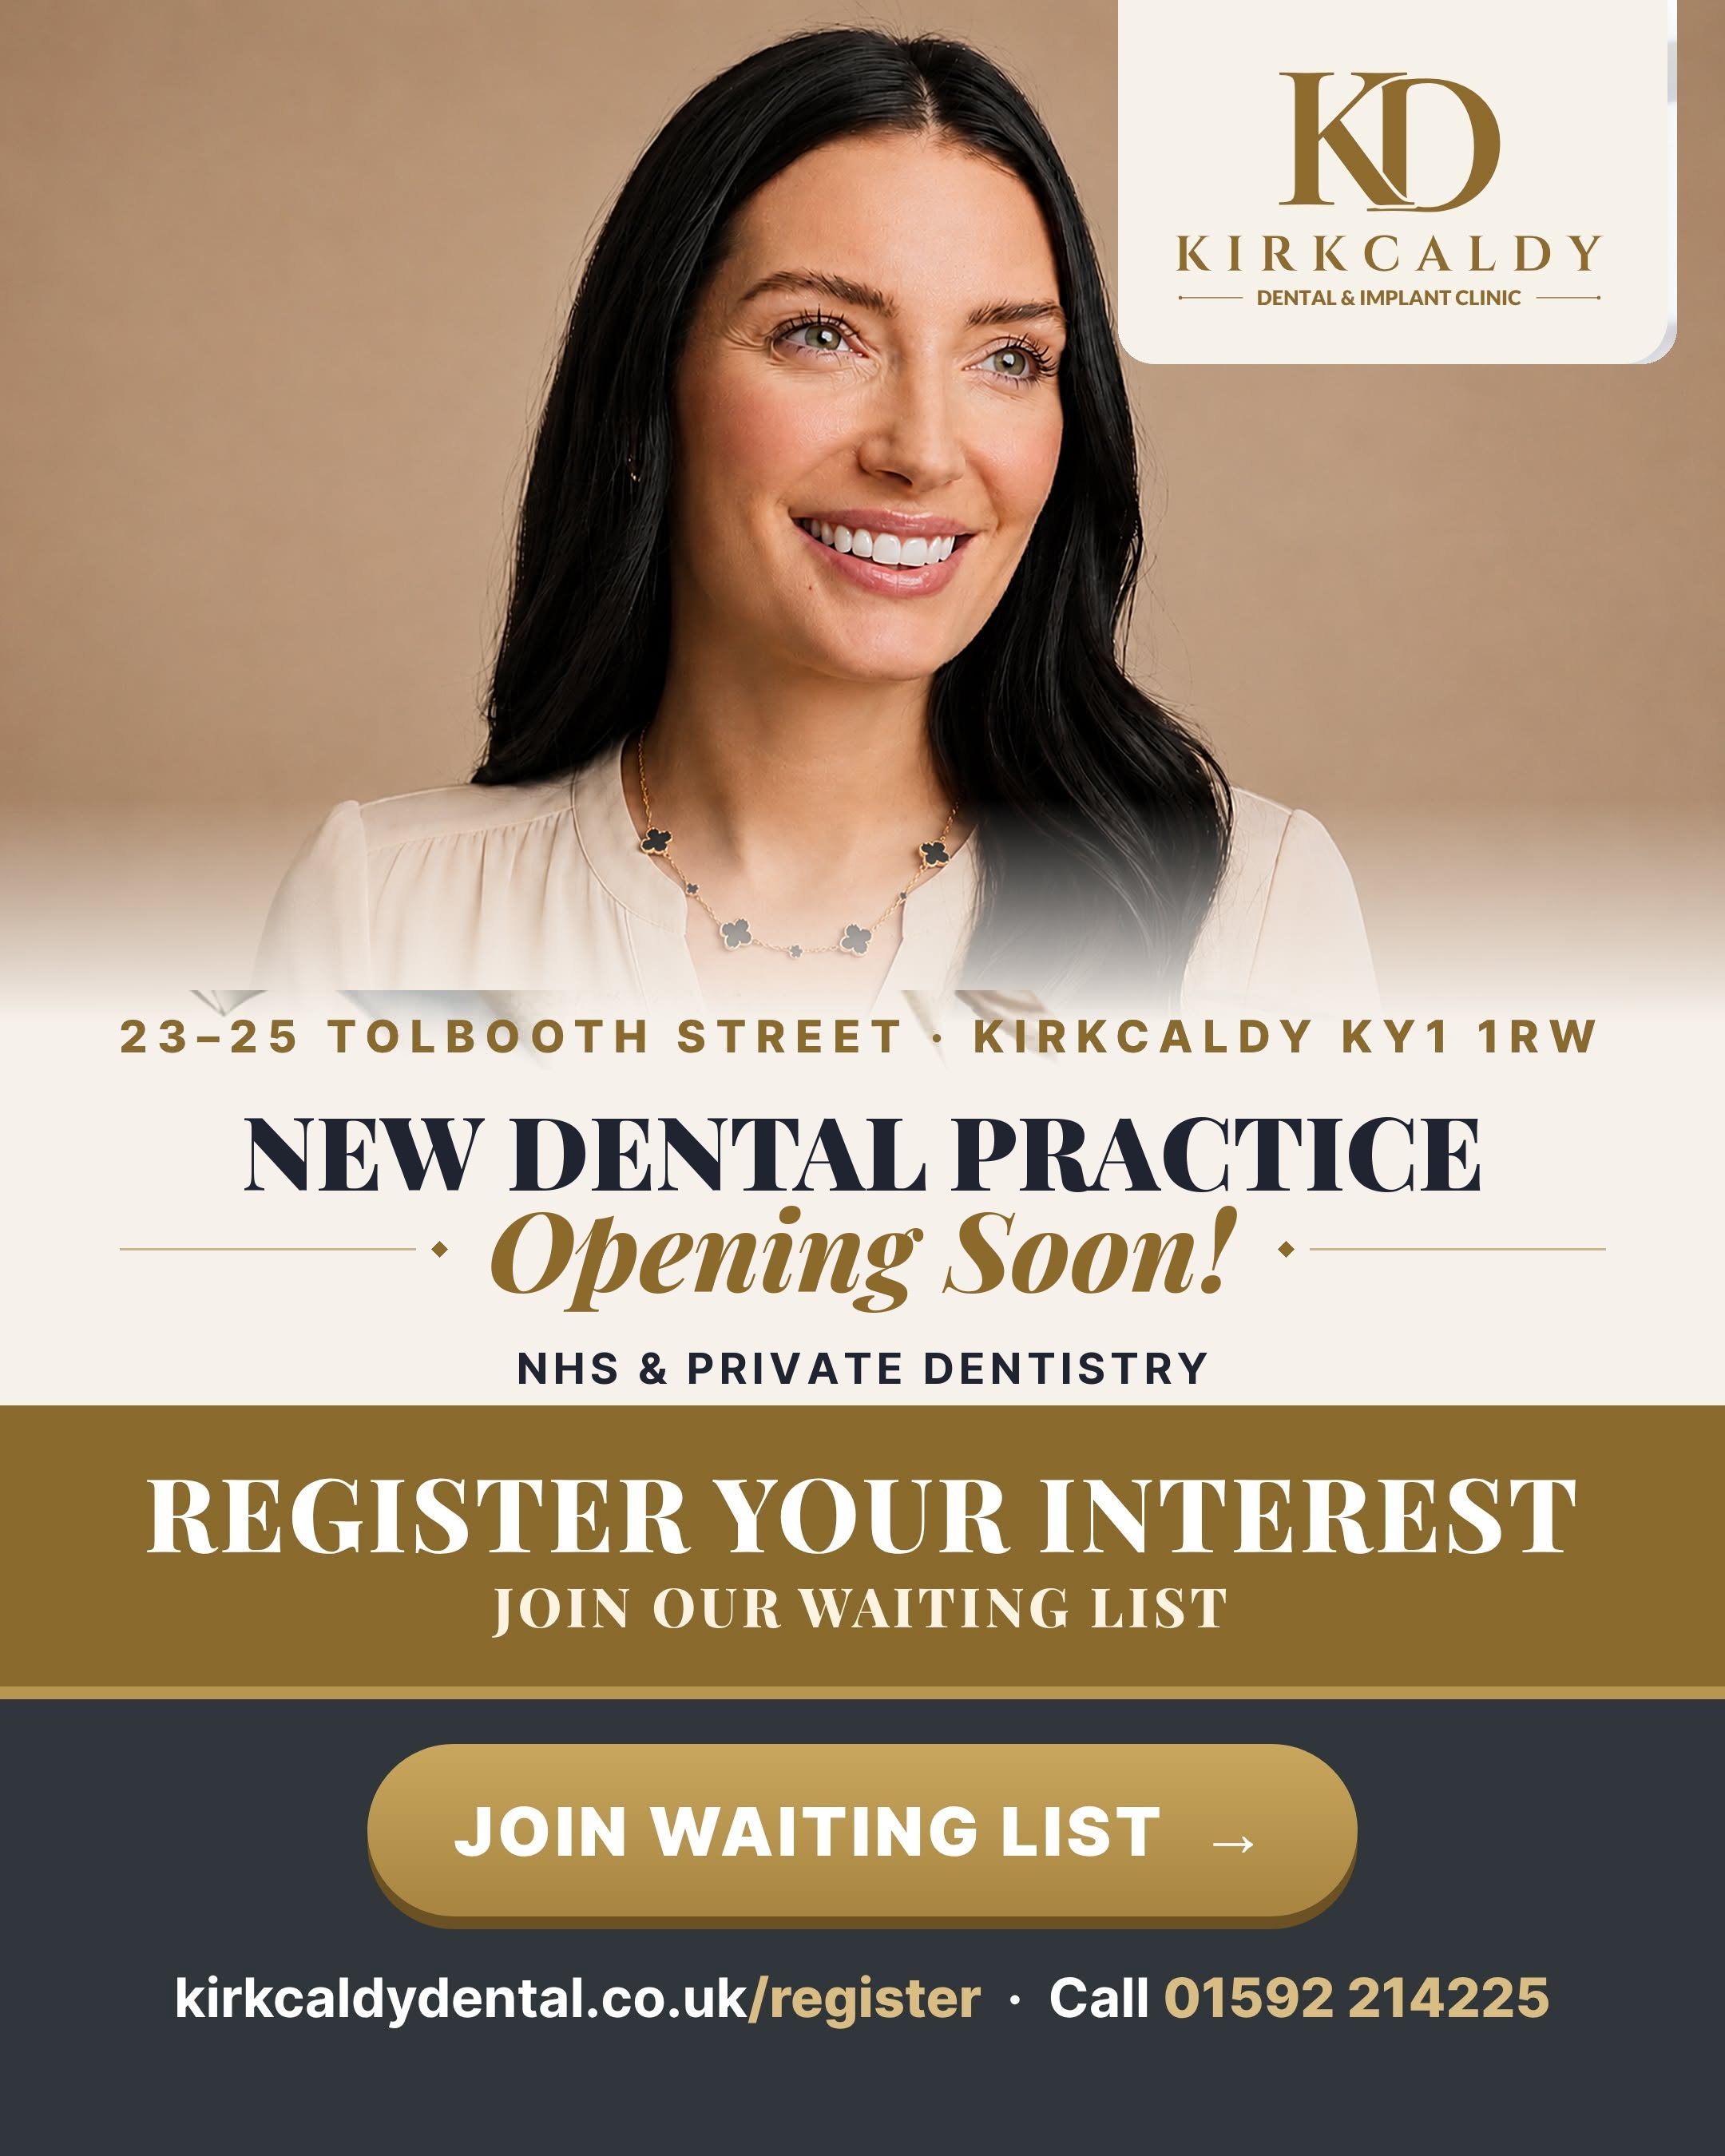 KD
KIRKCALDY
DENTAL & IMPLANT CLINIC
23–25 TOLBOOTH STREET · KIRKCALDY KY1 1RW
NEW DENTAL PRACTICE
Opening Soon!
NHS & PRIVATE DENTISTRY
REGISTER YOUR INTEREST
JOIN OUR WAITING LIST
JOIN WAITING LIST →
kirkcaldydental.co.uk/register · Call 01592 214225